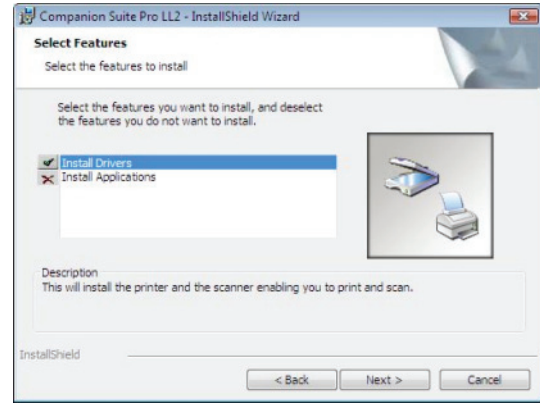 Companion Suite Pro LL2 - InstallShield Wizard
Select Features
Select the features to install
Select the features you want to install, and deselect
the features you do not want to install.
Install Drivers
Install Applications
Description
This will install the printer and the scanner enabling you to print and scan.
InstallShield
< Back
Next >
Cancel